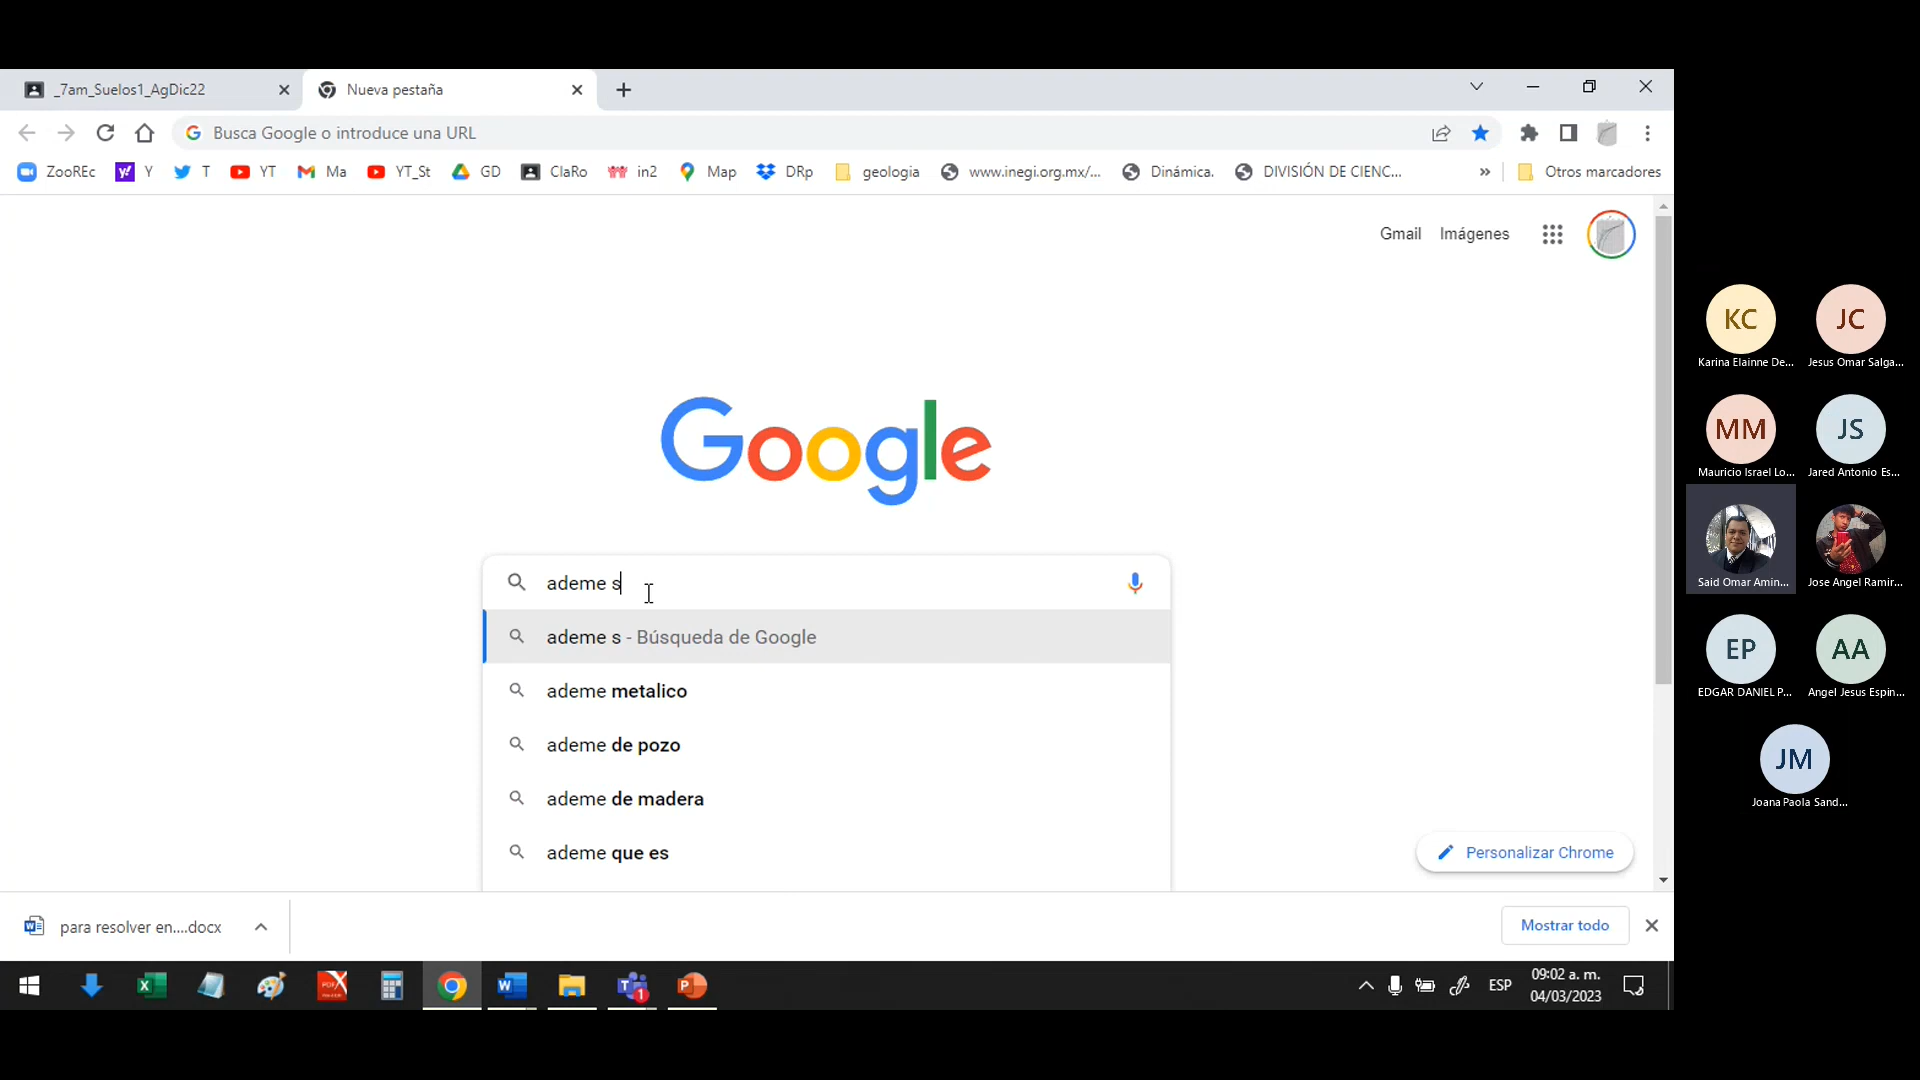 _7am_Suelos1_AgDic22
Nueva pestaña
Busca Google o introduce una URL
ZooREc Y T YT Ma YT_St GD ClaRo in2 Map DRp geologia www.inegi.org.mx/... Dinámica. DIVISIÓN DE CIENC... » Otros marcadores
Gmail Imágenes
Google
ademe s
ademe s - Búsqueda de Google
ademe metalico
ademe de pozo
ademe de madera
ademe que es
Personalizar Chrome
para resolver en....docx
Mostrar todo
ESP
09:02 a. m.
04/03/2023
KC
Karina Elainne De...
JC
Jesus Omar Salga...
MM
Mauricio Israel Lo...
JS
Jared Antonio Es...
Said Omar Amin...
Jose Angel Ramir...
EP
EDGAR DANIEL P...
AA
Angel Jesus Espin...
JM
Joana Paola Sand...